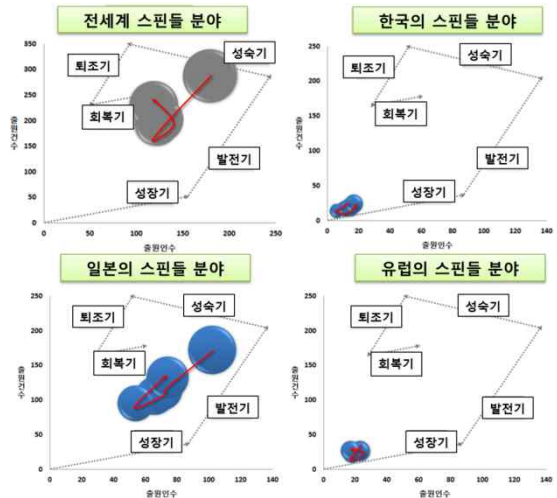 전세계 스핀들 분야
350
300
250
200
150
100
50
0
0
50
100
150
200
250
출원건수
출원인수
퇴조기
성숙기
회복기
발전기
성장기
한국의 스핀들 분야
250
200
150
100
50
0
0
20
40
60
80
100
120
140
출원건수
출원인수
퇴조기
성숙기
회복기
발전기
성장기
일본의 스핀들 분야
250
200
150
100
50
0
0
20
40
60
80
100
120
140
출원건수
출원인수
퇴조기
성숙기
회복기
발전기
성장기
유럽의 스핀들 분야
250
200
150
100
50
0
0
20
40
60
80
100
120
140
출원건수
출원인수
퇴조기
성숙기
회복기
발전기
성장기